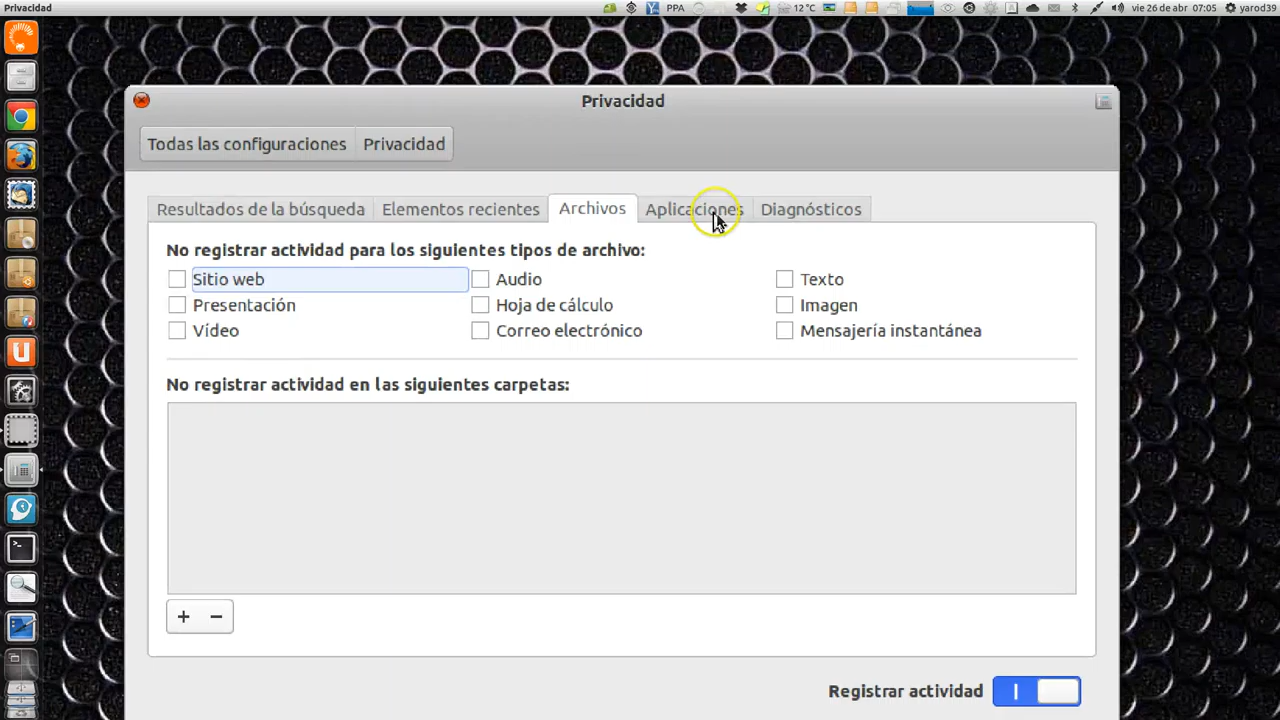 Privacidad
PPA
12 °C
vie 26 de abr 07:05
yarod39
Privacidad
Todas las configuraciones
Privacidad
Resultados de la búsqueda
Elementos recientes
Archivos
Aplicaciones
Diagnósticos
No registrar actividad para los siguientes tipos de archivo:
Sitio web
Audio
Texto
Presentación
Hoja de cálculo
Imagen
Vídeo
Correo electrónico
Mensajería instantánea
No registrar actividad en las siguientes carpetas:
+
−
Registrar actividad